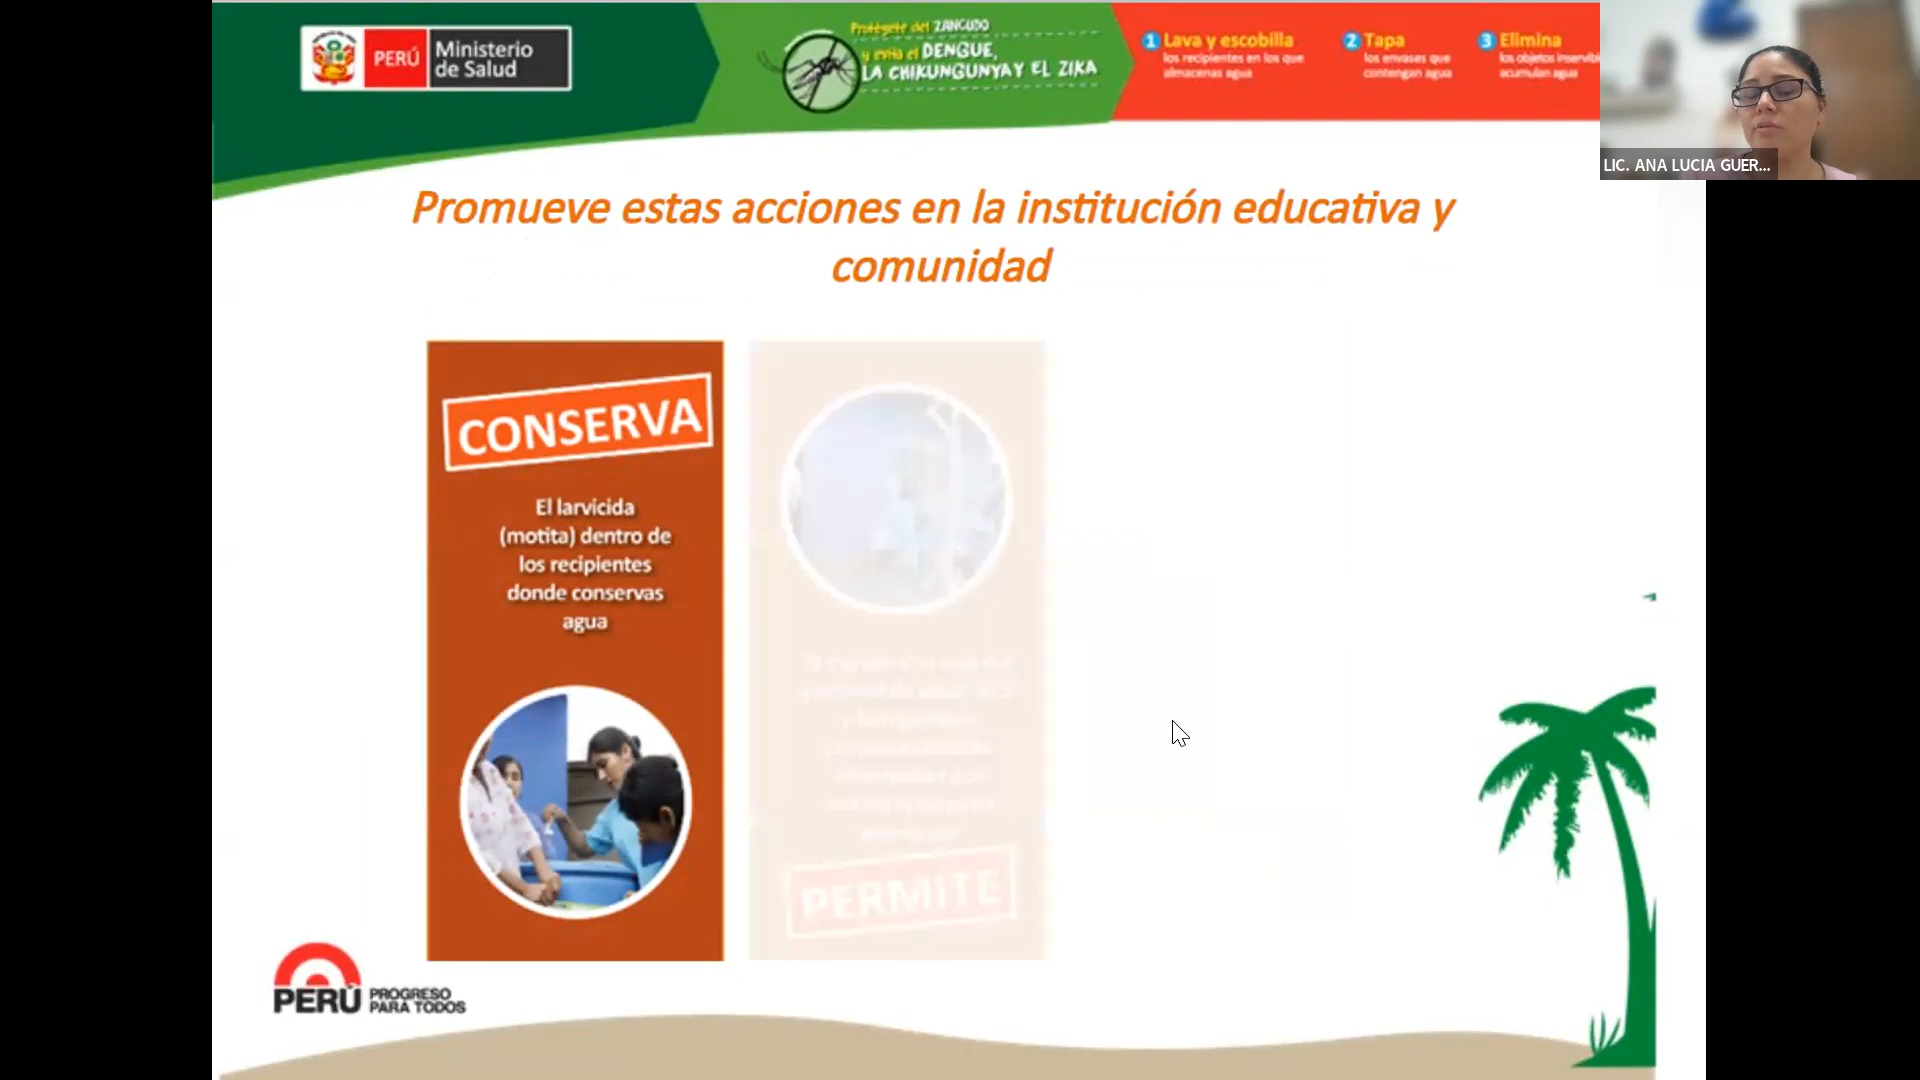 PERÚ
Ministerio
de Salud
Protégete del ZANCUDO
y evita el DENGUE,
LA CHIKUNGUNYA Y EL ZIKA
1 Lava y escobilla
los recipientes en los que
almacenas agua
2 Tapa
los envases que
contengan agua
3 Elimina
los objetos inservib
acumulan agua
LIC. ANA LUCIA GUER...
Promueve estas acciones en la institución educativa y
comunidad
CONSERVA
El larvicida
(motita) dentro de
los recipientes
donde conservas
agua
PERMITE
PERÚ
PROGRESO
PARA TODOS